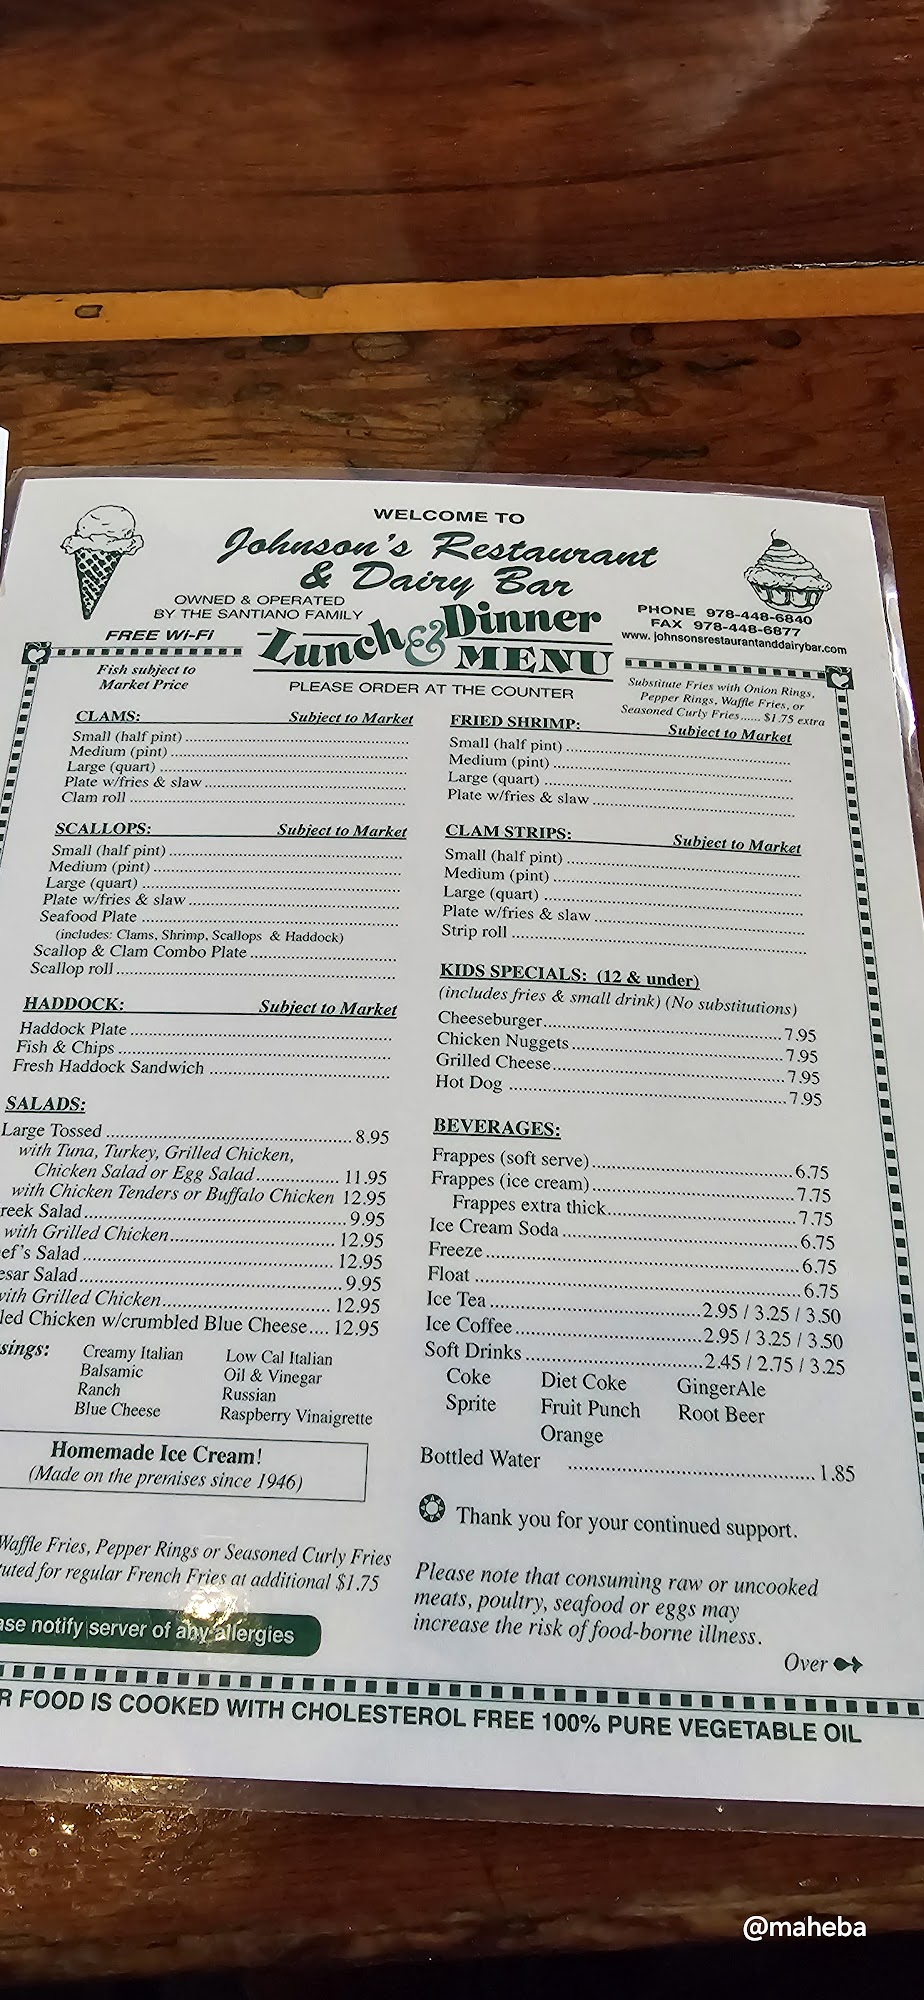 WELCOME TO
Johnson's Restaurant
& Dairy Bar
OWNED & OPERATED
BY THE SANTIANO FAMILY
FREE Wi-Fi
Lunch & Dinner
MENU
PHONE 978-448-6840
FAX 978-448-6877
www.johnsonsrestaurantanddairybar.com
Fish subject to
Market Price
PLEASE ORDER AT THE COUNTER
Substitute Fries with Onion Rings,
Pepper Rings, Waffle Fries, or
Seasoned Curly Fries...... $1.75 extra
CLAMS: Subject to Market
Small (half pint)
Medium (pint)
Large (quart)
Plate w/fries & slaw
Clam roll
SCALLOPS: Subject to Market
Small (half pint)
Medium (pint)
Large (quart)
Plate w/fries & slaw
Seafood Plate
(includes: Clams, Shrimp, Scallops & Haddock)
Scallop & Clam Combo Plate
Scallop roll
HADDOCK: Subject to Market
Haddock Plate
Fish & Chips
Fresh Haddock Sandwich
SALADS:
Large Tossed 8.95
with Tuna, Turkey, Grilled Chicken,
Chicken Salad or Egg Salad 11.95
with Chicken Tenders or Buffalo Chicken 12.95
reek Salad 9.95
with Grilled Chicken 12.95
ef's Salad 12.95
esar Salad 9.95
with Grilled Chicken 12.95
led Chicken w/crumbled Blue Cheese.... 12.95
sings: Creamy Italian Low Cal Italian
Balsamic Oil & Vinegar
Ranch Russian
Blue Cheese Raspberry Vinaigrette
Homemade Ice Cream!
(Made on the premises since 1946)
Waffle Fries, Pepper Rings or Seasoned Curly Fries
uted for regular French Fries at additional $1.75
ase notify server of any allergies
FRIED SHRIMP: Subject to Market
Small (half pint)
Medium (pint)
Large (quart)
Plate w/fries & slaw
CLAM STRIPS: Subject to Market
Small (half pint)
Medium (pint)
Large (quart)
Plate w/fries & slaw
Strip roll
KIDS SPECIALS: (12 & under)
(includes fries & small drink) (No substitutions)
Cheeseburger 7.95
Chicken Nuggets 7.95
Grilled Cheese 7.95
Hot Dog 7.95
BEVERAGES:
Frappes (soft serve) 6.75
Frappes (ice cream) 7.75
Frappes extra thick 7.75
Ice Cream Soda 6.75
Freeze 6.75
Float 6.75
Ice Tea 2.95 / 3.25 / 3.50
Ice Coffee 2.95 / 3.25 / 3.50
Soft Drinks 2.45 / 2.75 / 3.25
Coke Diet Coke GingerAle
Sprite Fruit Punch Root Beer
Orange
Bottled Water 1.85
Thank you for your continued support.
Please note that consuming raw or uncooked
meats, poultry, seafood or eggs may
increase the risk of food-borne illness.
Over
R FOOD IS COOKED WITH CHOLESTEROL FREE 100% PURE VEGETABLE OIL
@maheba